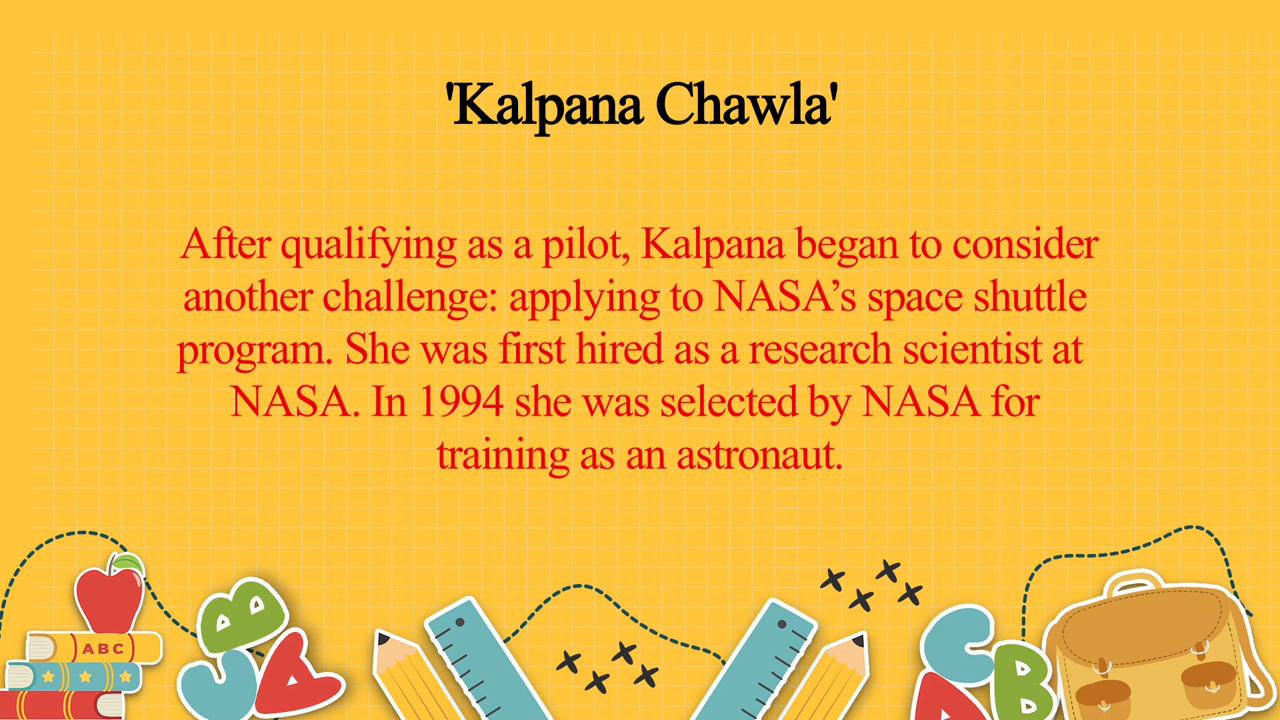 'Kalpana Chawla'
After qualifying as a pilot, Kalpana began to consider
another challenge: applying to NASA’s space shuttle
program. She was first hired as a research scientist at
NASA. In 1994 she was selected by NASA for
training as an astronaut.
ABC
B
C
A
C
B
A